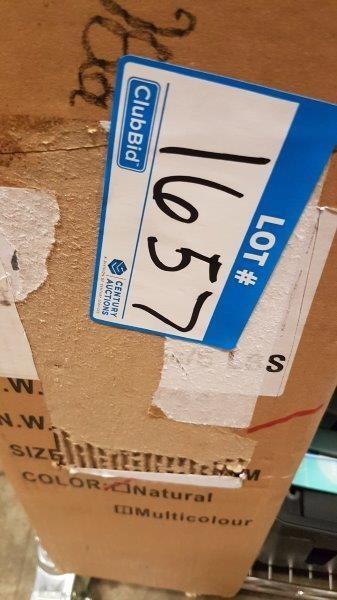 ClubBid
LOT #
1657
CENTURY
AUCTIONS
S
.W.
N.W.
SIZE
M
COLOR: Natural
Multicolour